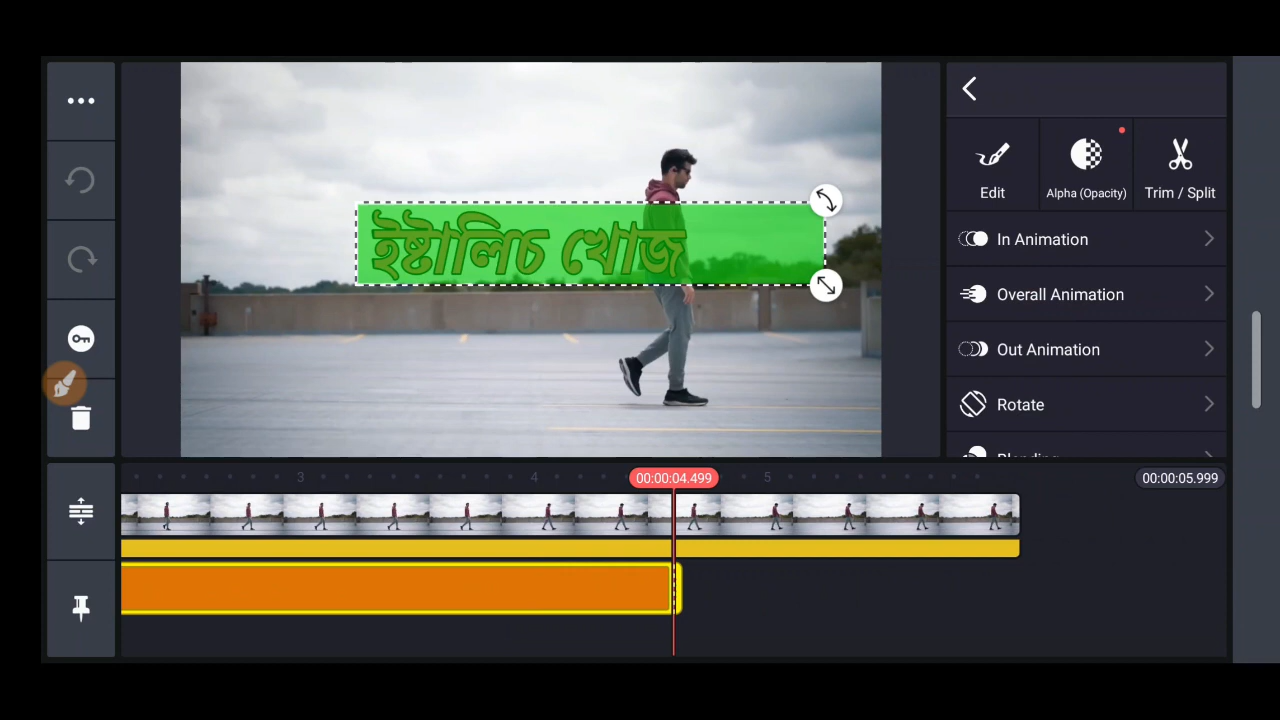 Edit
Alpha (Opacity)
Trim / Split
In Animation
Overall Animation
Out Animation
Rotate
ইষ্টালিচ খোজ
3
4
00:00:04.499
5
00:00:05.999